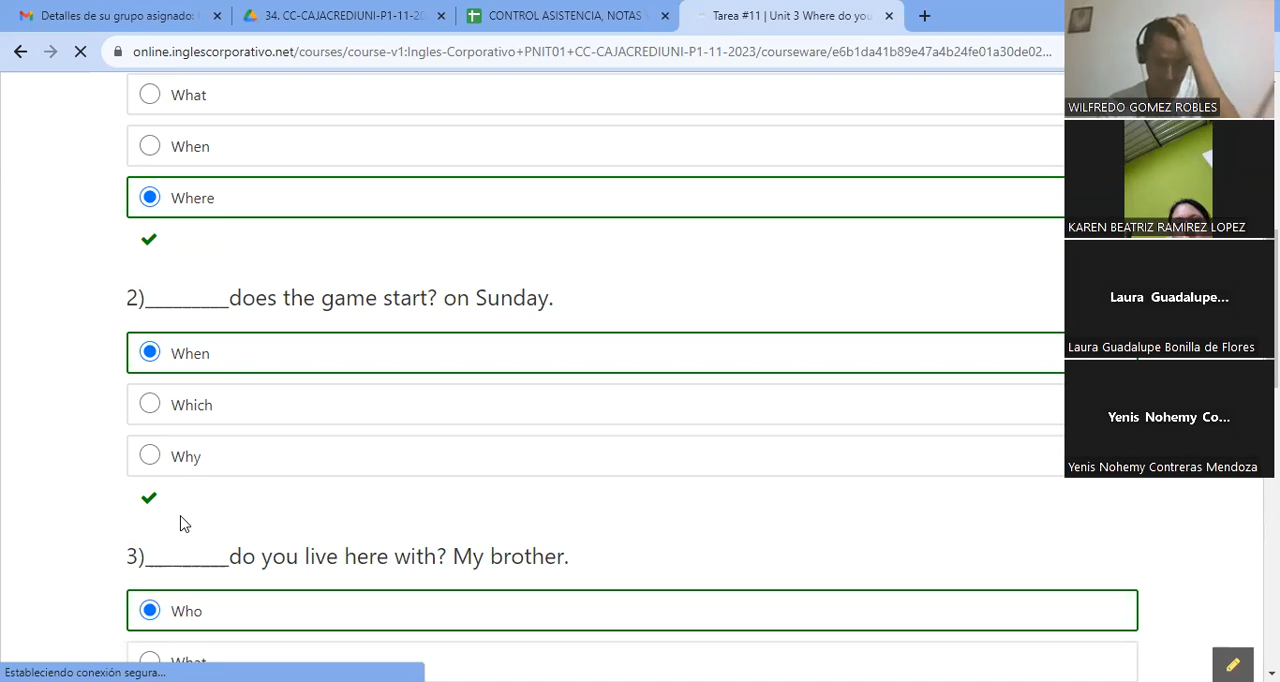 Detalles de su grupo asignado:
34. CC-CAJACREDIUNI-P1-11-20
CONTROL ASISTENCIA, NOTAS
Tarea #11 | Unit 3 Where do you
online.inglescorporativo.net/courses/course-v1:Ingles-Corporativo+PNIT01+CC-CAJACREDIUNI-P1-11-2023/courseware/e6b1da41b89e47a4b24fe01a30de02...
What
When
Where
2)_________does the game start? on Sunday.
When
Which
Why
3)_________do you live here with? My brother.
Who
What
Estableciendo conexión segura...
WILFREDO GOMEZ ROBLES
KAREN BEATRIZ RAMIREZ LOPEZ
Laura Guadalupe...
Laura Guadalupe Bonilla de Flores
Yenis Nohemy Co...
Yenis Nohemy Contreras Mendoza